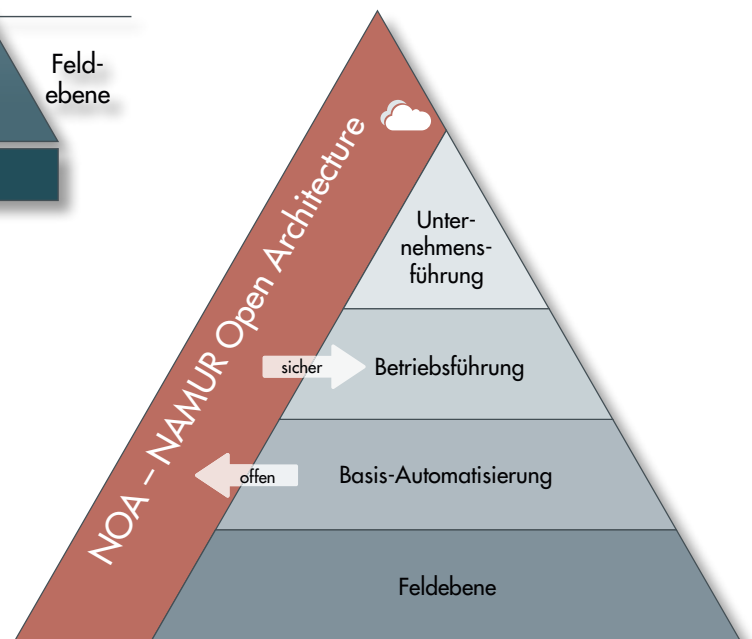 Feld-
ebene
NOA – NAMUR Open Architecture
Unter-
nehmens-
führung
sicher
Betriebsführung
offen
Basis-Automatisierung
Feldebene